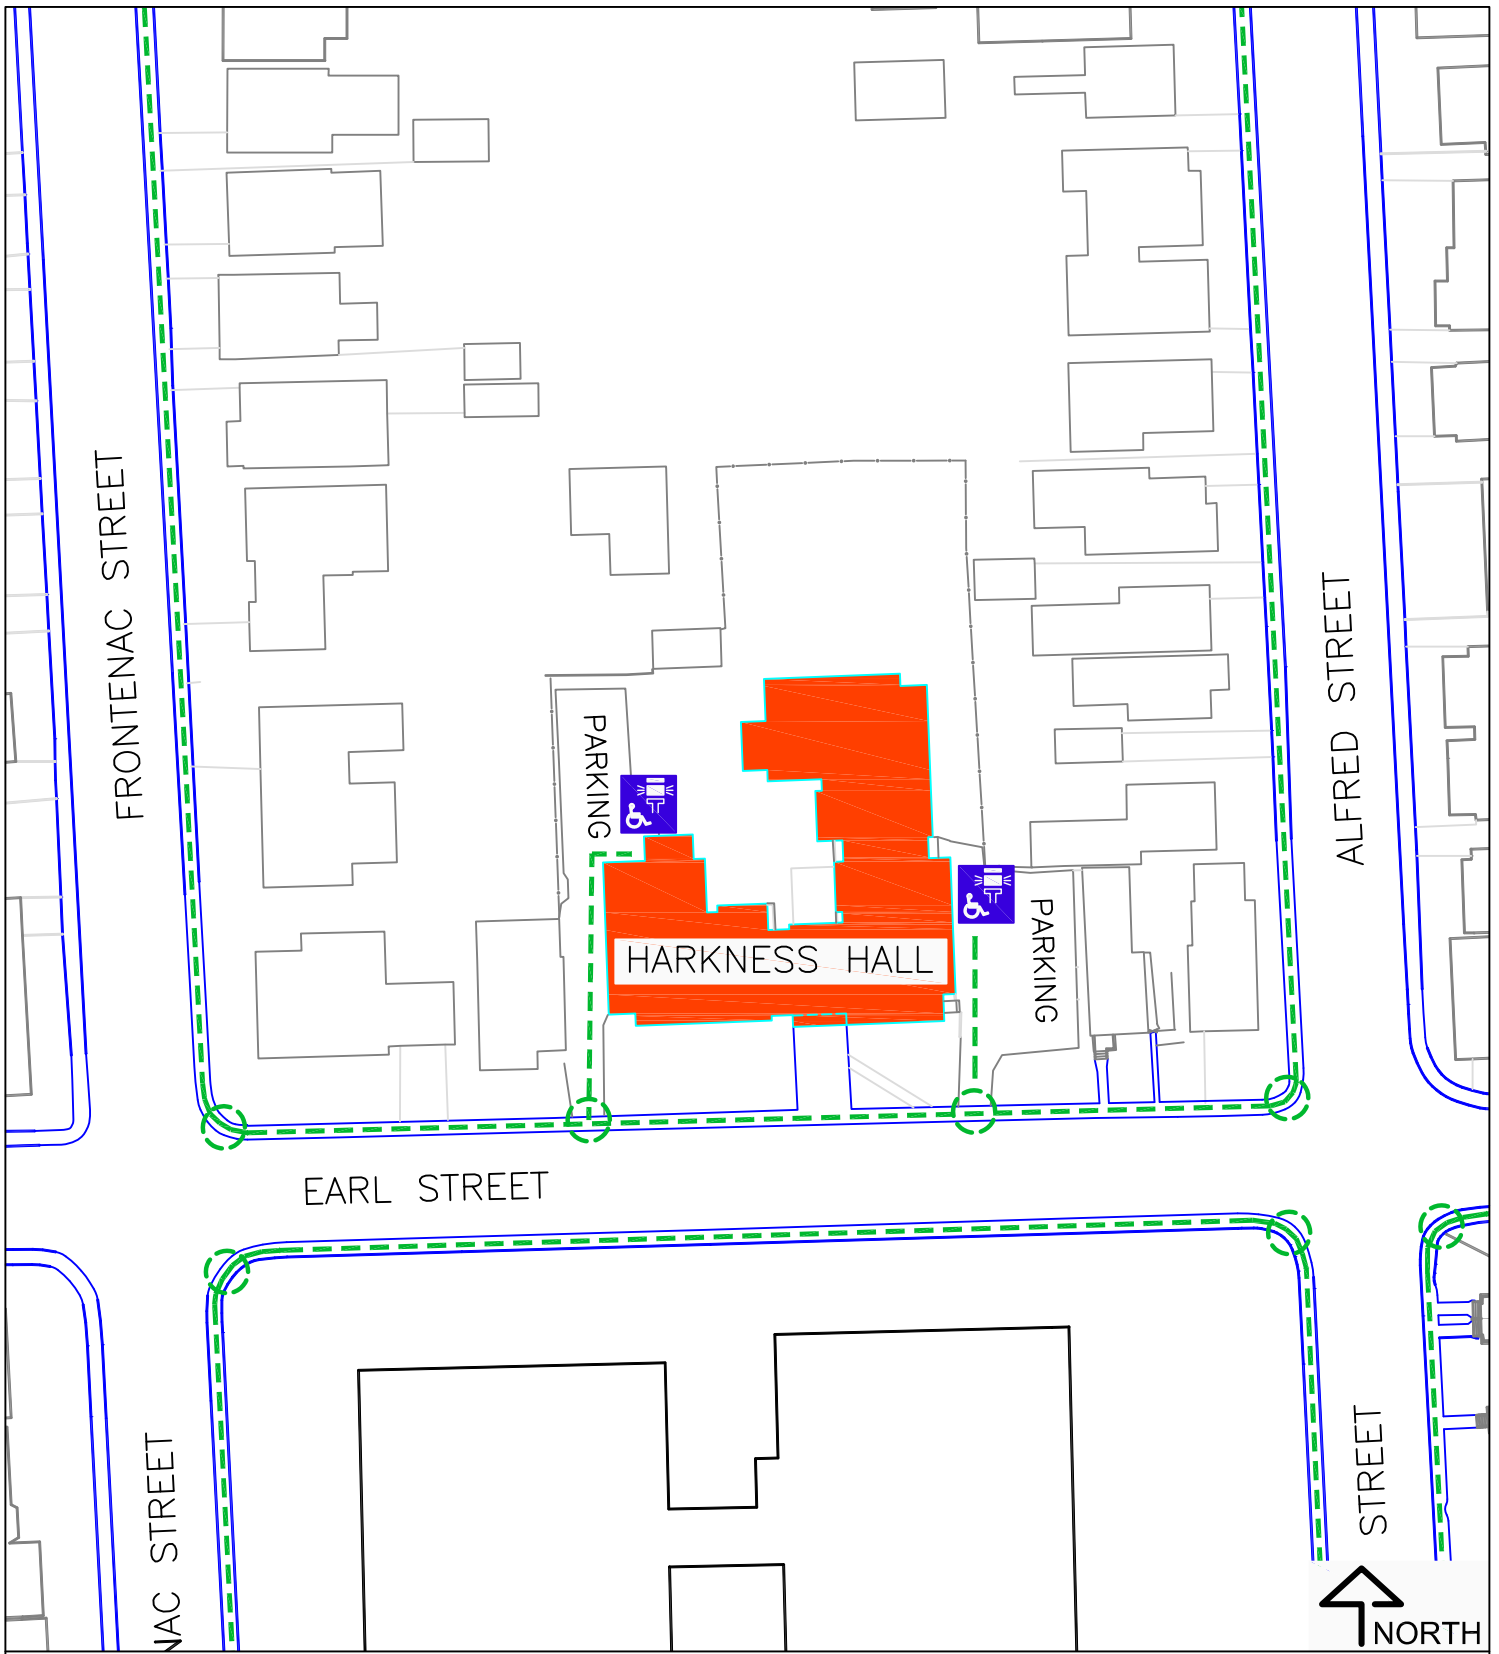 FRONTENAC STREET
ALFRED STREET
PARKING
PARKING
HARKNESS HALL
EARL STREET
NAC STREET
STREET
NORTH